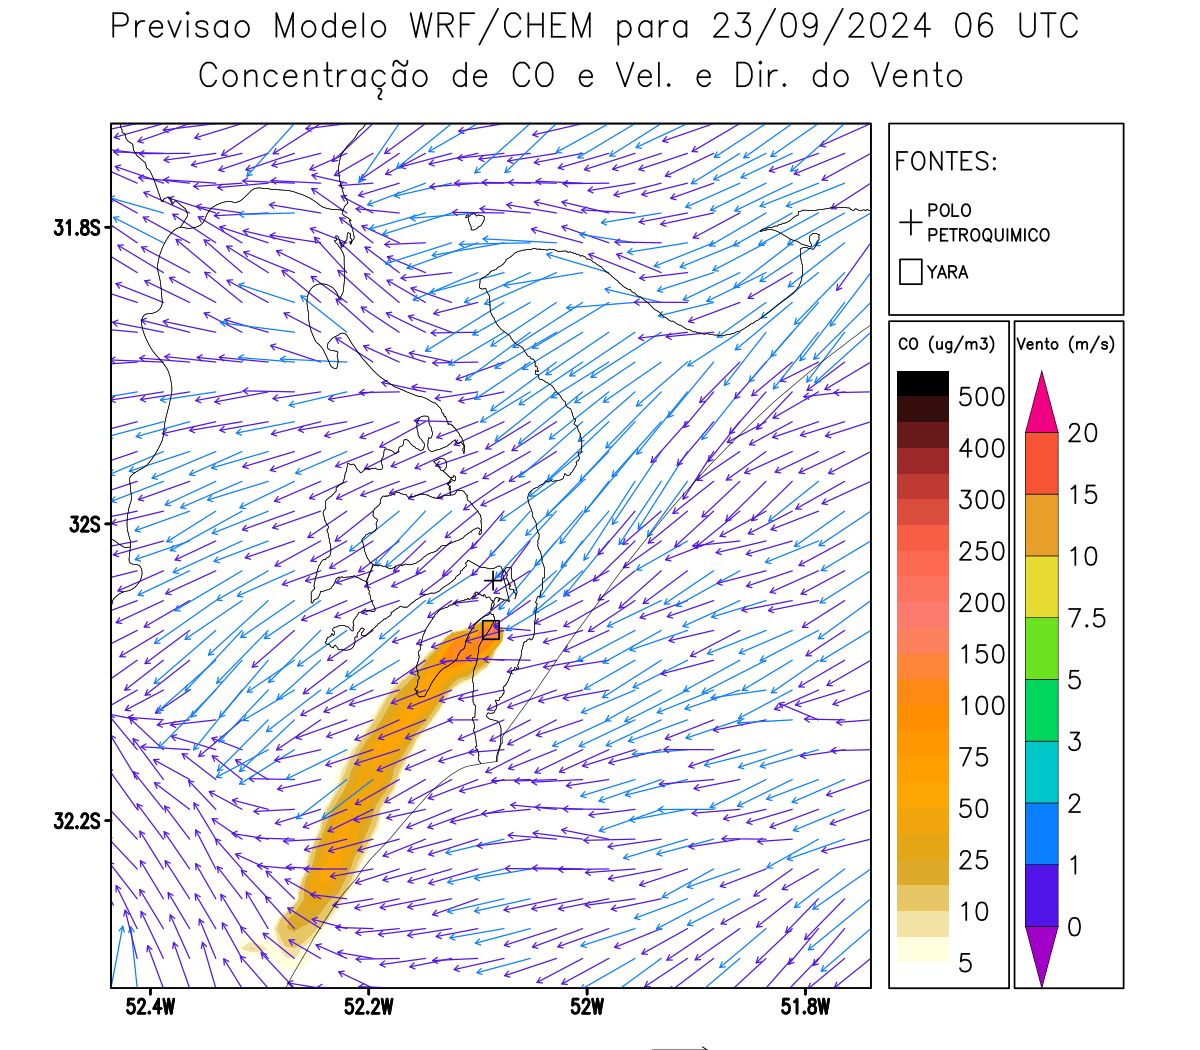 Previsao Modelo WRF/CHEM para 23/09/2024 06 UTC
Concentração de CO e Vel. e Dir. do Vento
FONTES:
POLO
PETROQUIMICO
YARA
CO (ug/m3)
500
400
300
250
200
150
100
75
50
25
10
5
Vento (m/s)
20
15
10
7.5
5
3
2
1
0
31.8S
32S
32.2S
52.4W
52.2W
52W
51.8W